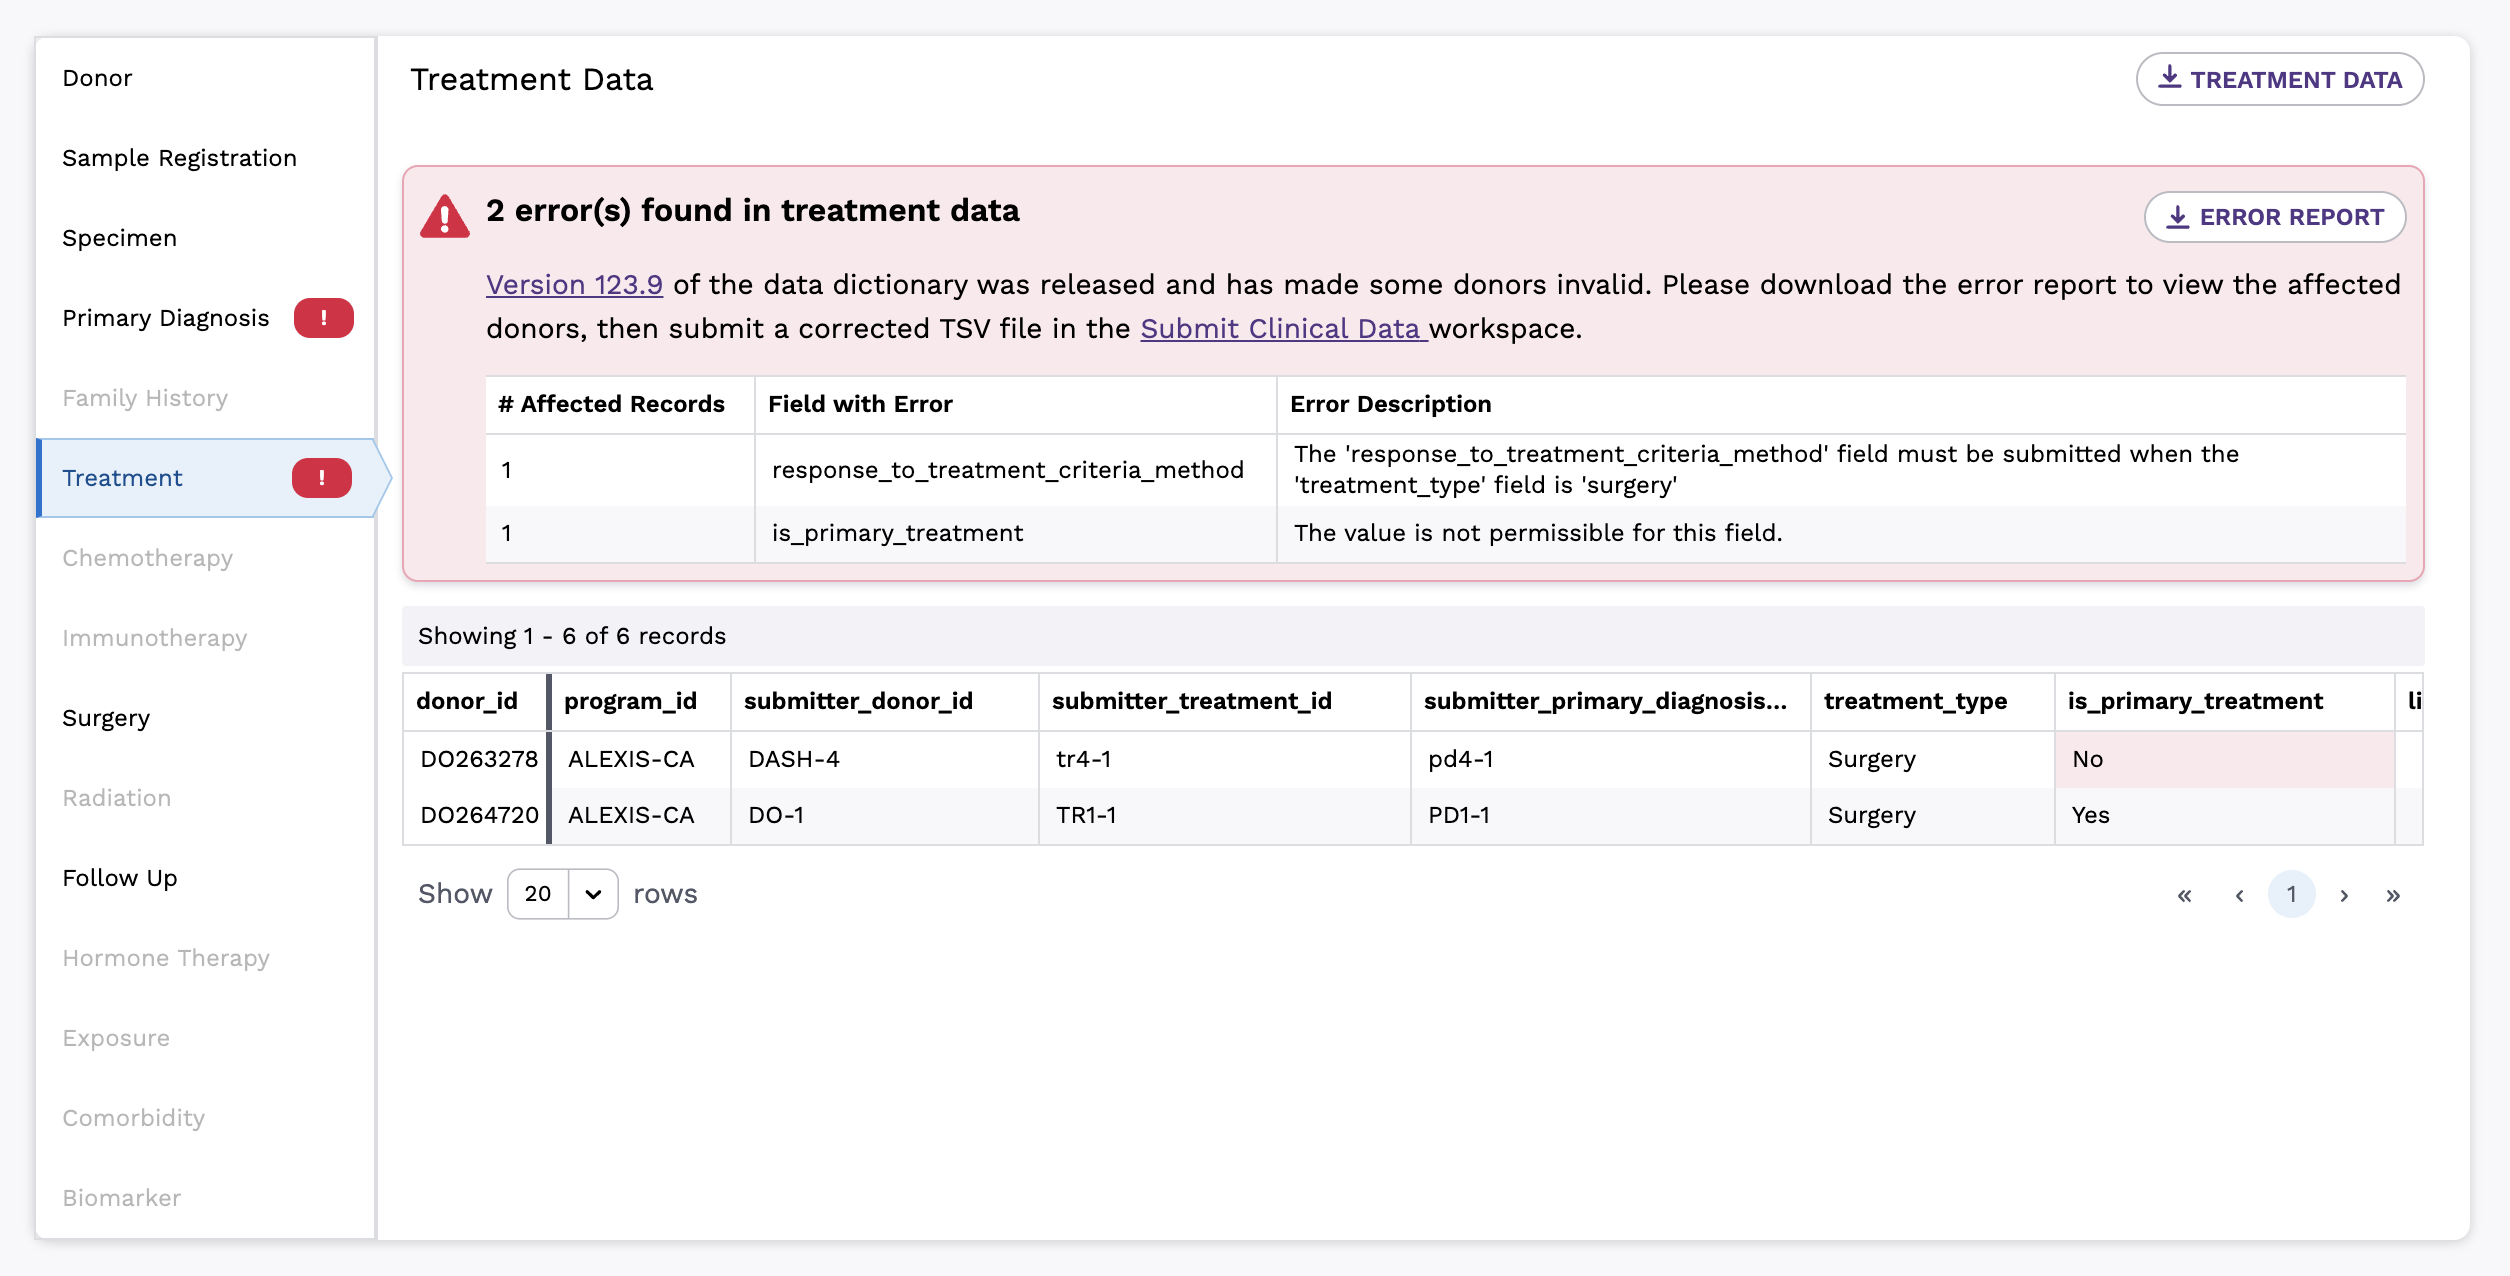 Donor
Sample Registration
Specimen
Primary Diagnosis !
Family History
Treatment !
Chemotherapy
Immunotherapy
Surgery
Radiation
Follow Up
Hormone Therapy
Exposure
Comorbidity
Biomarker
Treatment Data
TREATMENT DATA
2 error(s) found in treatment data
ERROR REPORT
Version 123.9 of the data dictionary was released and has made some donors invalid. Please download the error report to view the affected
donors, then submit a corrected TSV file in the Submit Clinical Data workspace.
# Affected Records Field with Error Error Description
1 response_to_treatment_criteria_method The 'response_to_treatment_criteria_method' field must be submitted when the
'treatment_type' field is 'surgery'
1 is_primary_treatment The value is not permissible for this field.
Showing 1 - 6 of 6 records
donor_id program_id submitter_donor_id submitter_treatment_id submitter_primary_diagnosis... treatment_type is_primary_treatment li
DO263278 ALEXIS-CA DASH-4 tr4-1 pd4-1 Surgery No
DO264720 ALEXIS-CA DO-1 TR1-1 PD1-1 Surgery Yes
Show 20 rows
« ‹ 1 › »